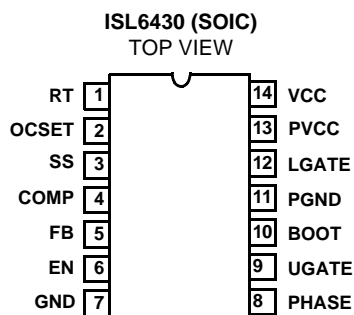 ISL6430 (SOIC)
TOP VIEW
RT 1 14 VCC
OCSET 2 13 PVCC
SS 3 12 LGATE
COMP 4 11 PGND
FB 5 10 BOOT
EN 6 9 UGATE
GND 7 8 PHASE